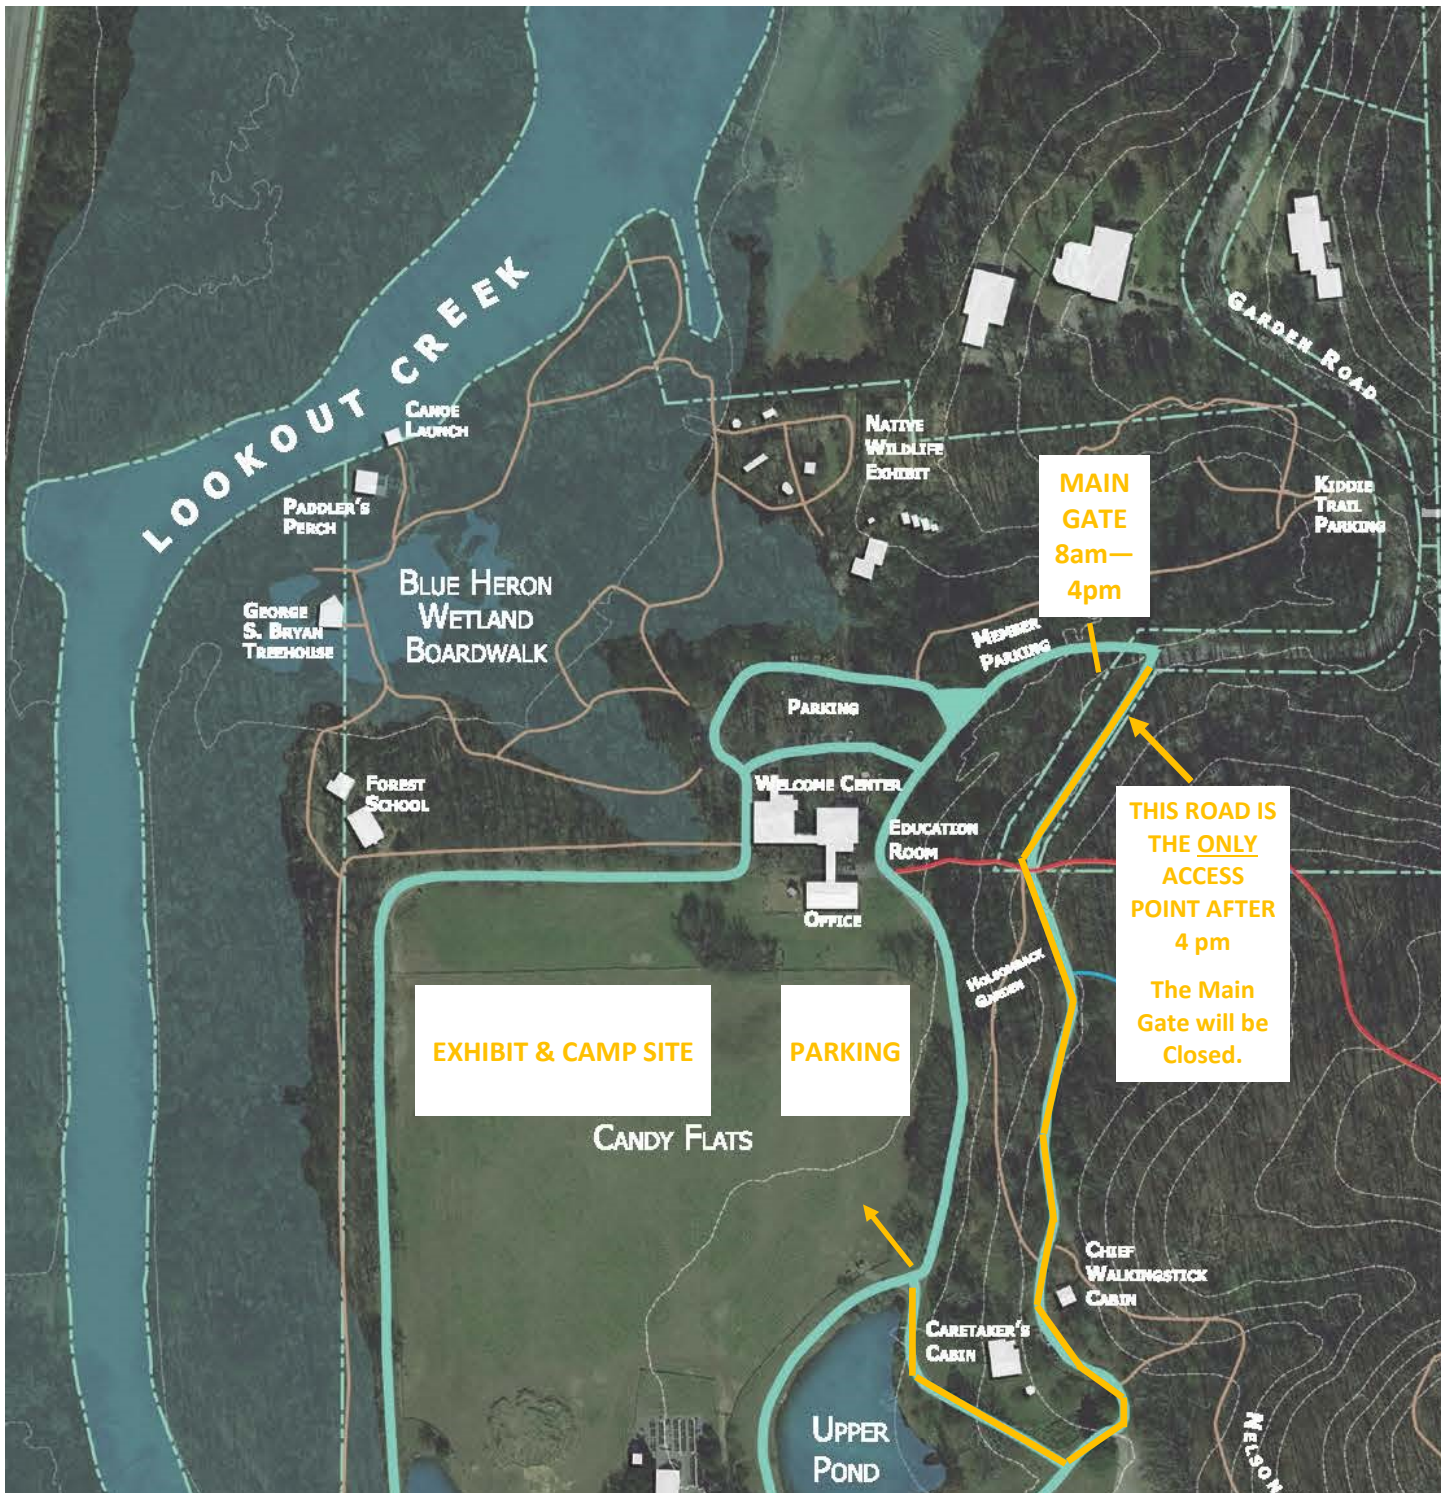 LOOKOUT CREEK
CANOE
LAUNCH
PADDLER'S
PERCH
GEORGE
S. BRYAN
TREEHOUSE
BLUE HERON
WETLAND
BOARDWALK
NATIVE
WILDLIFE
EXHIBIT
GARDEN ROAD
KIDDIE
TRAIL
PARKING
MAIN
GATE
8am—
4pm
MEMBER
PARKING
PARKING
FOREST
SCHOOL
WELCOME CENTER
EDUCATION
ROOM
OFFICE
THIS ROAD IS
THE ONLY
ACCESS
POINT AFTER
4 pm
The Main
Gate will be
Closed.
HOLCOMBACK
GARDEN
EXHIBIT & CAMP SITE
PARKING
CANDY FLATS
CHIEF
WALKINGSTICK
CABIN
CARETAKER'S
CABIN
UPPER
POND
NELSON